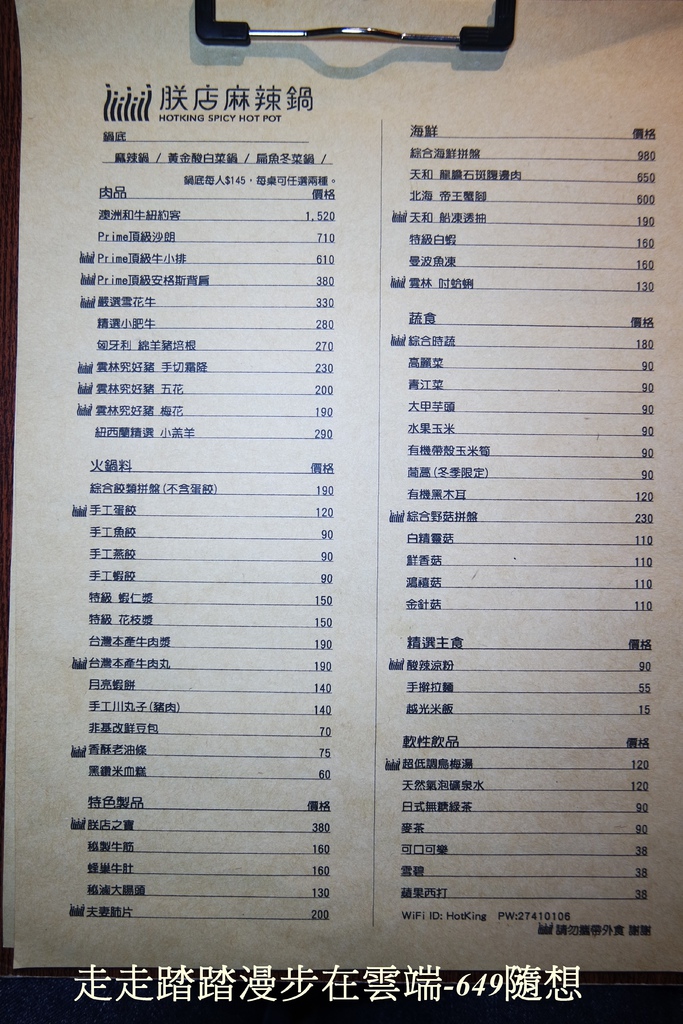 朕店麻辣鍋
HOTKING SPICY HOT POT
鍋底
麻辣鍋 / 黃金酸白菜鍋 / 扁魚冬菜鍋 /
鍋底每人$145，每桌可任選兩種。
肉品 價格
澳洲和牛紐約客 1,520
Prime頂級沙朗 710
Prime頂級牛小排 610
Prime頂級安格斯背肩 380
嚴選雪花牛 330
精選小肥牛 280
匈牙利 綿羊豬培根 270
雲林究好豬 手切霜降 230
雲林究好豬 五花 200
雲林究好豬 梅花 190
紐西蘭精選 小羔羊 290
火鍋料 價格
綜合餃類拼盤(不含蛋餃) 190
手工蛋餃 120
手工魚餃 90
手工燕餃 90
手工蝦餃 90
特級 蝦仁漿 150
特級 花枝漿 150
台灣本產牛肉漿 190
台灣本產牛肉丸 190
月亮蝦餅 140
手工川丸子(豬肉) 140
非基改鮮豆包 70
香酥老油條 75
黑鑽米血糕 60
特色製品 價格
朕店之寶 380
秘製牛筋 160
蜂巢牛肚 160
秘滷大腸頭 130
夫妻肺片 200
海鮮 價格
綜合海鮮拼盤 980
天和 龍膽石斑腹邊肉 650
北海 帝王蟹腳 600
天和 船凍透抽 190
特級白蝦 160
曼波魚凍 160
雲林 吋蛤蜊 130
蔬食 價格
綜合時蔬 180
高麗菜 90
青江菜 90
大甲芋頭 90
水果玉米 90
有機帶殼玉米筍 90
茼蒿(冬季限定) 90
有機黑木耳 120
綜合野菇拼盤 230
白精靈菇 110
鮮香菇 110
鴻禧菇 110
金針菇 110
精選主食 價格
酸辣涼粉 90
手擀拉麵 55
越光米飯 15
軟性飲品 價格
超低調烏梅湯 120
天然氣泡礦泉水 120
日式無糖綠茶 90
麥茶 90
可口可樂 38
雪碧 38
蘋果西打 38
WiFi ID: HotKing PW:27410106
請勿攜帶外食 謝謝
走走踏踏漫步在雲端-649隨想